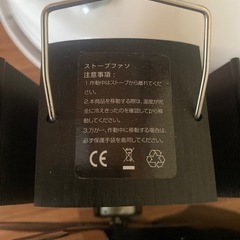 ストーブファン
注意事項：
1.作動中はストーブから離れてください。
2.本商品を移動する際は、温度が完全に冷えきったのを確認してから移動ください。
3.万が一、作動中に移動する場合は、必ず保護手袋を着用してください。
CE